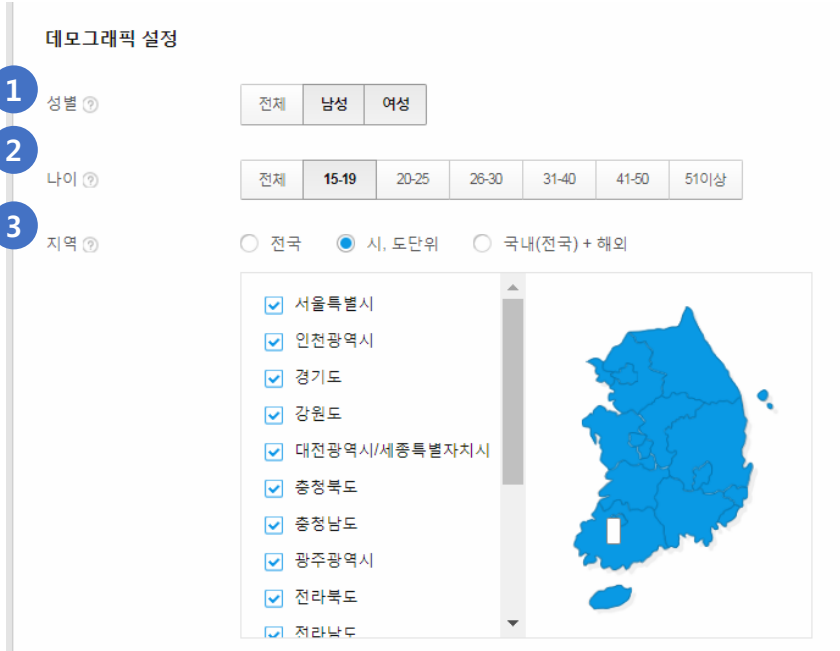 데모그래픽 설정
1
성별 ?
전체 남성 여성
2
나이 ?
전체 15-19 20-25 26-30 31-40 41-50 51이상
3
지역 ?
전국 시, 도단위 국내(전국) + 해외
서울특별시
인천광역시
경기도
강원도
대전광역시/세종특별자치시
충청북도
충청남도
광주광역시
전라북도
전라남도